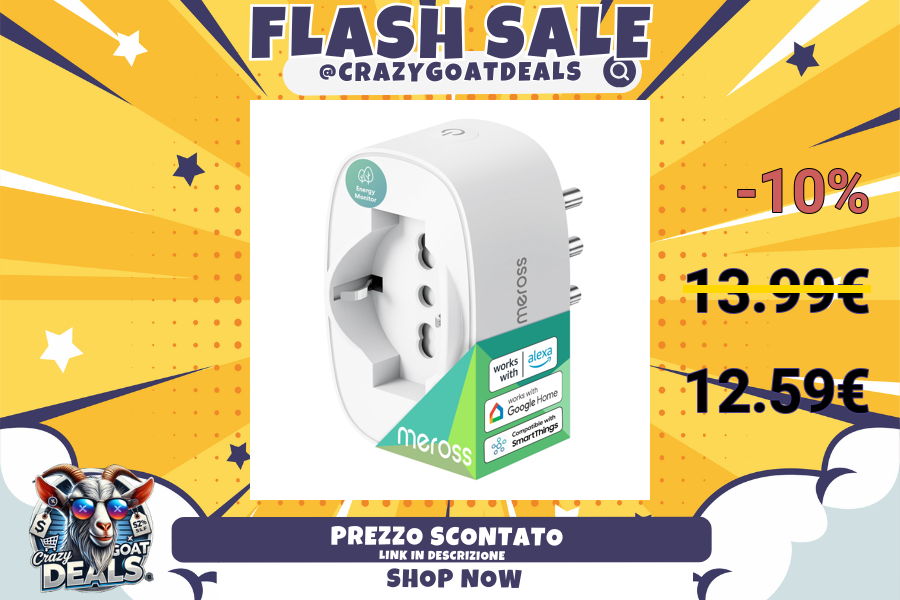 FLASH SALE
@CRAZYGOATDEALS
-10%
Energy
Monitor
13.99€
meross
works
with
alexa
works with
Google Home
12.59€
Compatible with
SmartThings
meross
$
52%
Crazy
GOAT
DEALS
PREZZO SCONTATO
LINK IN DESCRIZIONE
SHOP NOW